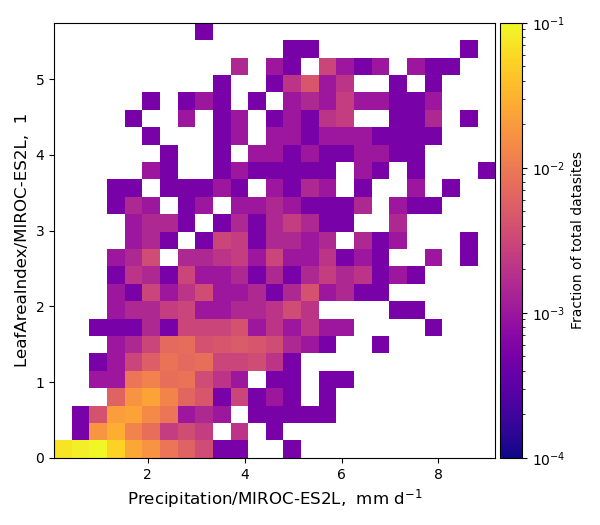 LeafAreaIndex/MIROC-ES2L,  1
5
4
3
2
1
0
2 4 6 8
Precipitation/MIROC-ES2L,  mm d⁻¹
10⁻¹
10⁻²
10⁻³
10⁻⁴
Fraction of total datasites